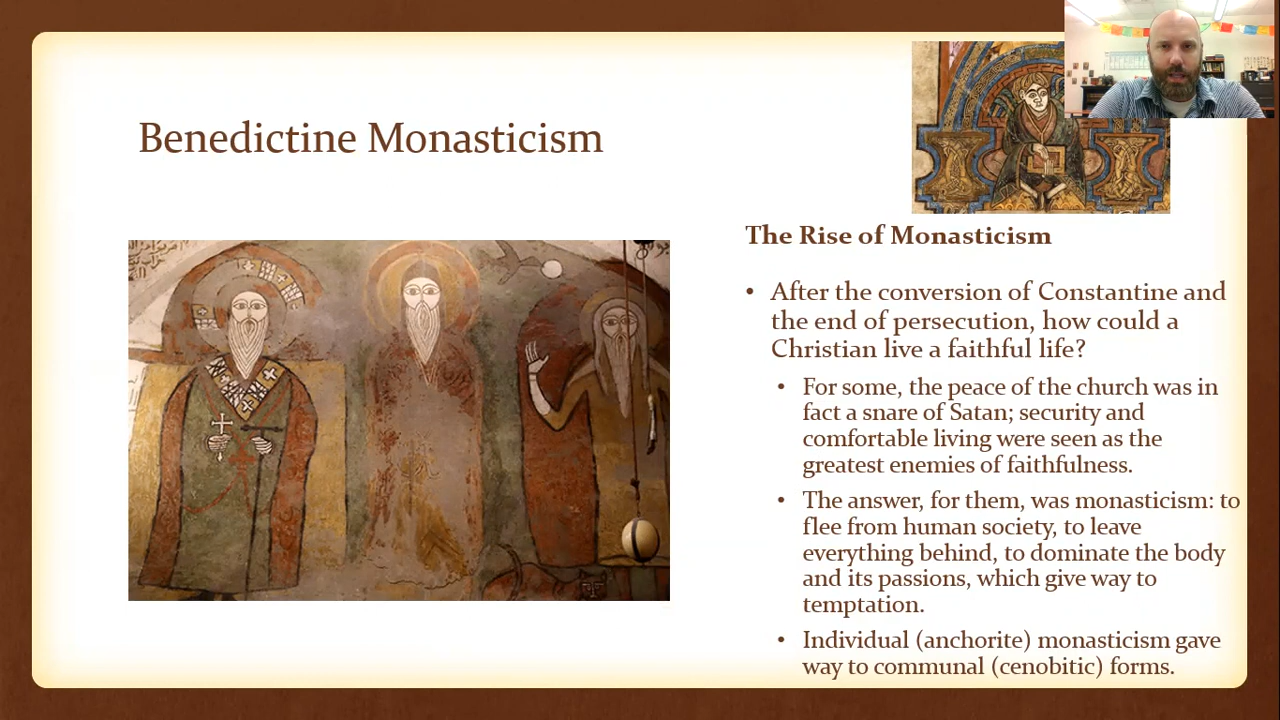 Benedictine Monasticism
The Rise of Monasticism
• After the conversion of Constantine and
the end of persecution, how could a
Christian live a faithful life?
• For some, the peace of the church was in
fact a snare of Satan; security and
comfortable living were seen as the
greatest enemies of faithfulness.
• The answer, for them, was monasticism: to
flee from human society, to leave
everything behind, to dominate the body
and its passions, which give way to
temptation.
• Individual (anchorite) monasticism gave
way to communal (cenobitic) forms.